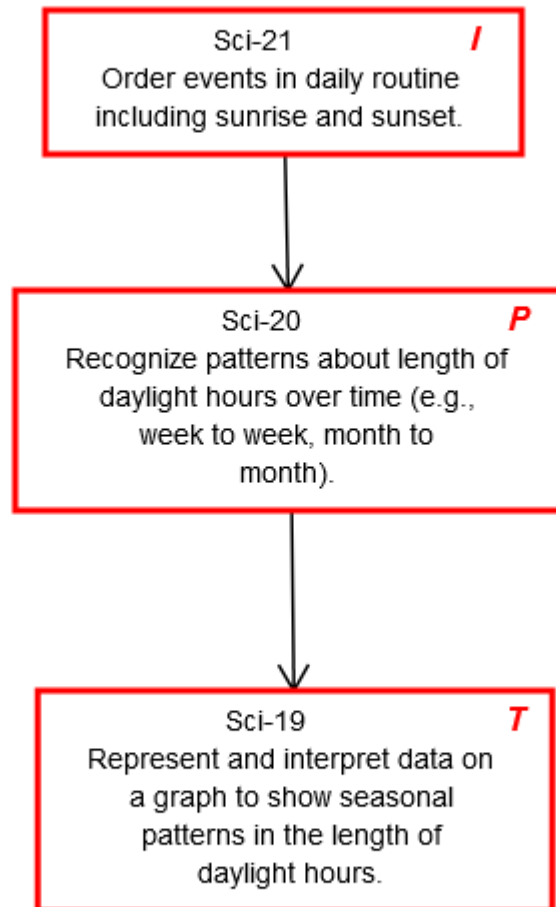 Sci-21 I
Order events in daily routine
including sunrise and sunset.
Sci-20 P
Recognize patterns about length of
daylight hours over time (e.g.,
week to week, month to
month).
Sci-19 T
Represent and interpret data on
a graph to show seasonal
patterns in the length of
daylight hours.